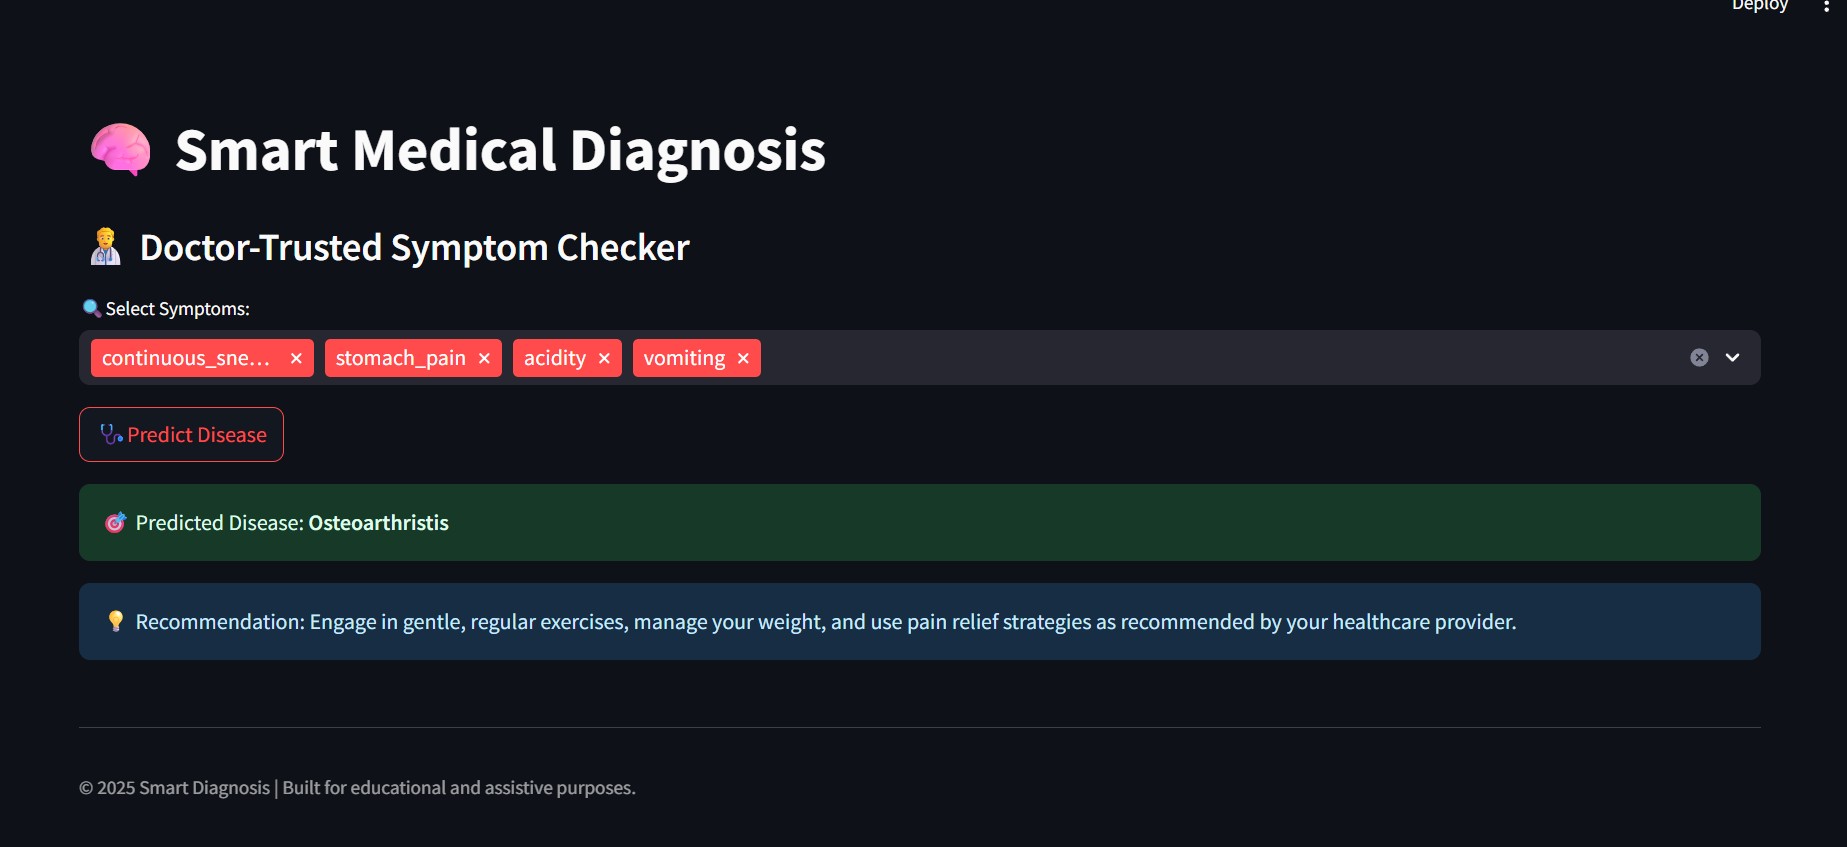 Deploy
Smart Medical Diagnosis
Doctor-Trusted Symptom Checker
Select Symptoms:
continuous_sne... stomach_pain acidity vomiting
Predict Disease
Predicted Disease: Osteoarthristis
Recommendation: Engage in gentle, regular exercises, manage your weight, and use pain relief strategies as recommended by your healthcare provider.
© 2025 Smart Diagnosis | Built for educational and assistive purposes.